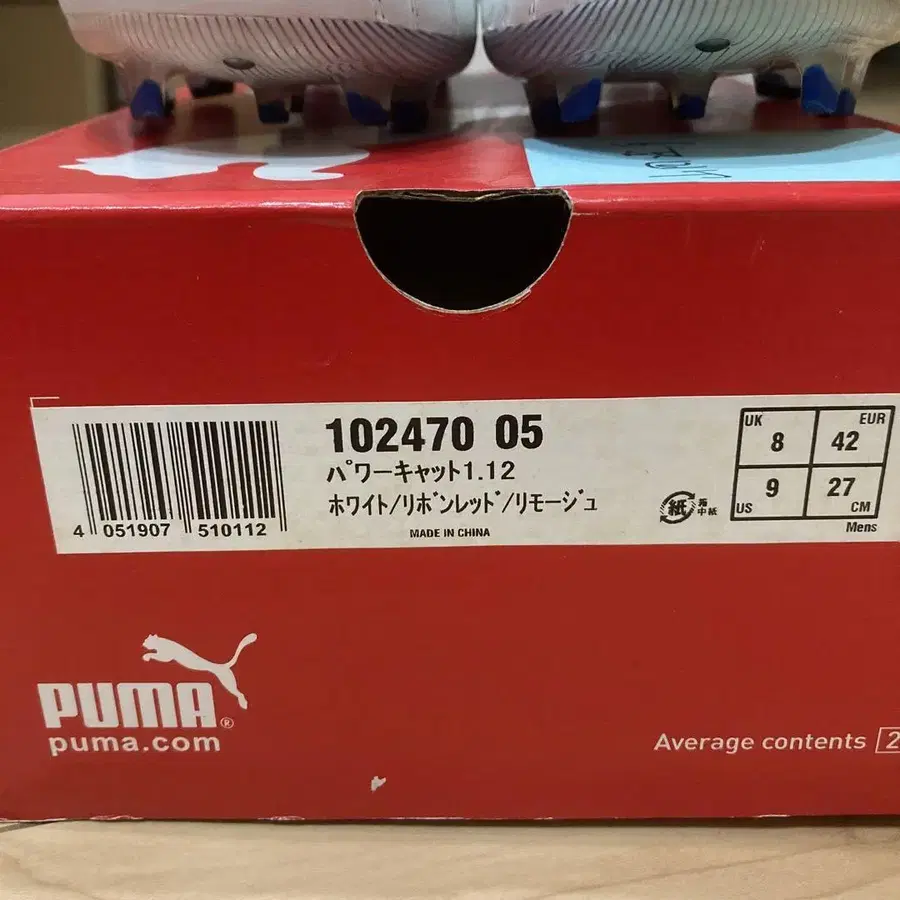 102470 05
パワーキャット1.12
ホワイト/リボンレッド/リモージュ
MADE IN CHINA
4 051907 510112
紙
UK 8
EUR 42
US 9
27 CM
Mens
PUMA®
puma.com
Average contents 2